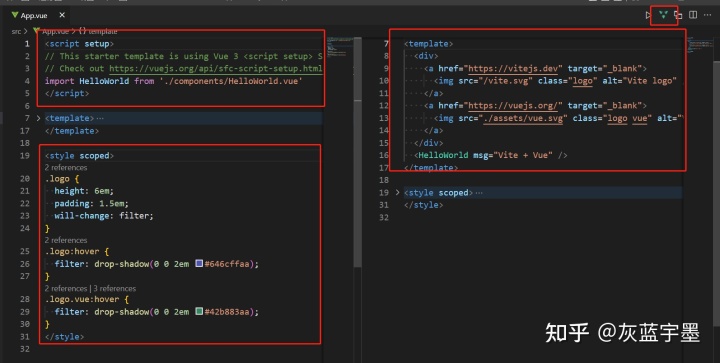 App.vue
src > App.vue > {} template
1 <script setup>
2 // This starter template is using Vue 3 <script setup> S
3 // Check out https://vuejs.org/api/sfc-script-setup.html
4 import HelloWorld from './components/HelloWorld.vue'
5 </script>
6
7 <template>…
17 </template>
18
19 <style scoped>
2 references
20 .logo {
21 height: 6em;
22 padding: 1.5em;
23 will-change: filter;
24 }
2 references
25 .logo:hover {
26 filter: drop-shadow(0 0 2em #646cffaa);
27 }
2 references | 3 references
28 .logo.vue:hover {
29 filter: drop-shadow(0 0 2em #42b883aa);
30 }
31 </style>
32
7 <template>
8 <div>
9 <a href="https://vitejs.dev" target="_blank">
10 <img src="/vite.svg" class="logo" alt="Vite logo"
11 </a>
12 <a href="https://vuejs.org/" target="_blank">
13 <img src="./assets/vue.svg" class="logo vue" alt="
14 </a>
15 </div>
16 <HelloWorld msg="Vite + Vue" />
17 </template>
18
19 <style scoped>…
31 </style>
32
知乎 @灰蓝宇墨